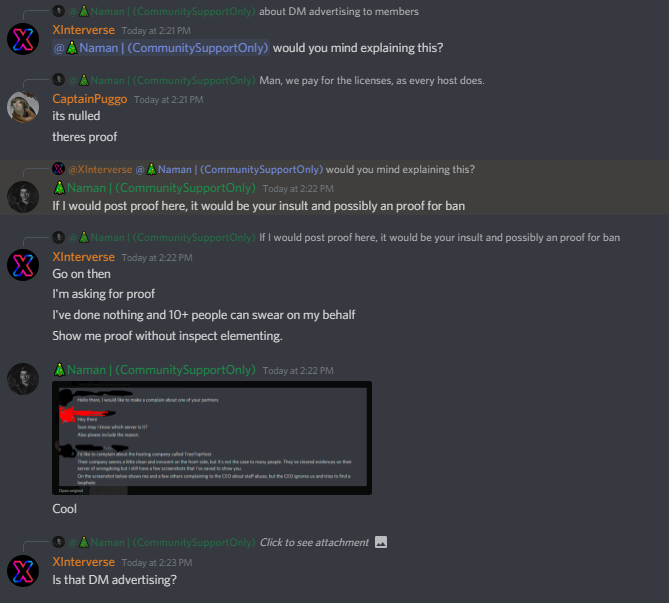 @🎄Naman | (CommunitySupportOnly) about DM advertising to members
XInterverse Today at 2:21 PM
@🎄Naman | (CommunitySupportOnly) would you mind explaining this?
@🎄Naman | (CommunitySupportOnly) Man, we pay for the licenses, as every host does.
CaptainPuggo Today at 2:21 PM
its nulled
theres proof
@XInterverse @🎄Naman | (CommunitySupportOnly) would you mind explaining this?
🎄Naman | (CommunitySupportOnly) Today at 2:22 PM
If I would post proof here, it would be your insult and possibly an proof for ban
@🎄Naman | (CommunitySupportOnly) If I would post proof here, it would be your insult and possibly an proof for ban
XInterverse Today at 2:22 PM
Go on then
I'm asking for proof
I've done nothing and 10+ people can swear on my behalf
Show me proof without inspect elementing.
🎄Naman | (CommunitySupportOnly) Today at 2:22 PM
Hello there, I would like to make a complain about one of your partners
Hey there
Sure may I know which server is it?
Also please include the reason.
I'd like to complain about the hosting company called TreeTopHost.
Their company seems a little clean and innocent on the front side, but it's not the case to many people. They've cleared evidences on their
server of wrongdoing but I still have a few screenshots that I've saved to show you.
On the screenshot below shows me and a few others complaining to the CEO about staff abuse, but the CEO ignores us and tries to find a
loophole
Open original
Cool
@🎄Naman | (CommunitySupportOnly) Click to see attachment
XInterverse Today at 2:23 PM
Is that DM advertising?